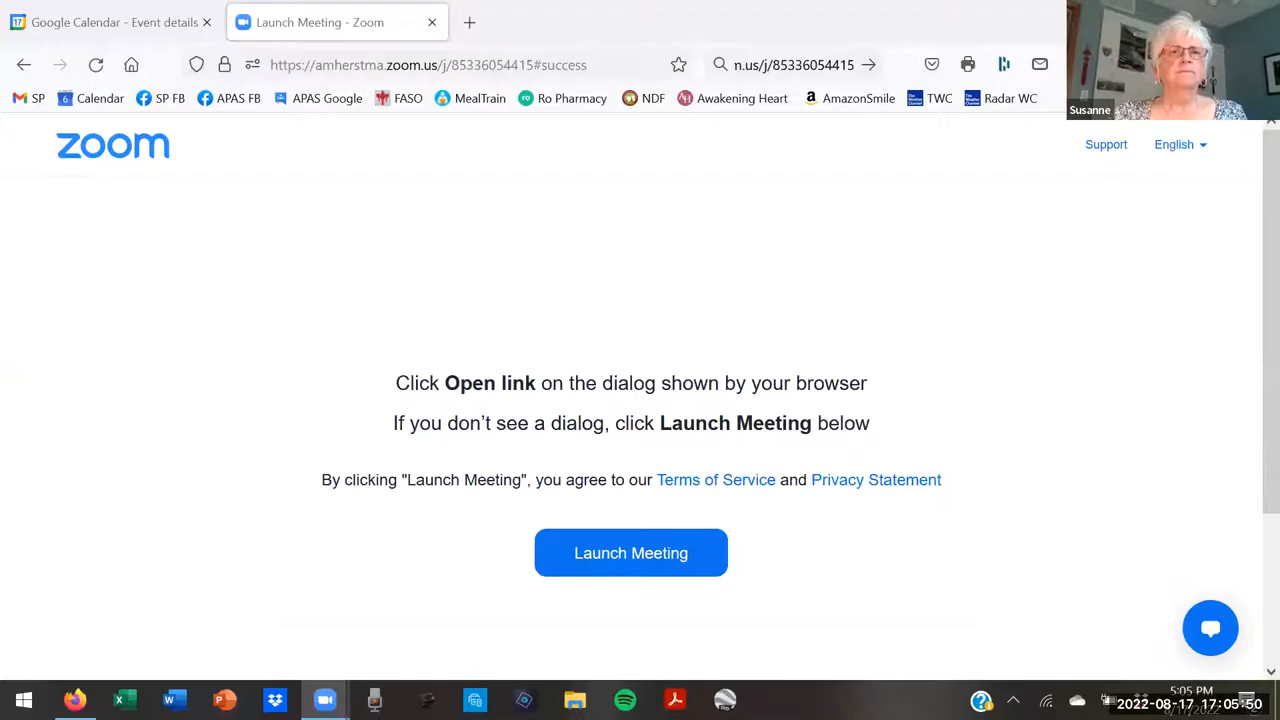 Google Calendar - Event details
Launch Meeting - Zoom
https://amherstma.zoom.us/j/85336054415#success
n.us/j/85336054415
SP
Calendar
SP FB
APAS FB
APAS Google
FASO
MealTrain
Ro Pharmacy
NDF
Awakening Heart
AmazonSmile
TWC
Radar WC
Susanne
zoom
Support
English
Click Open link on the dialog shown by your browser
If you don't see a dialog, click Launch Meeting below
By clicking "Launch Meeting", you agree to our Terms of Service and Privacy Statement
Launch Meeting
5:05 PM
2022-08-17 17:05:50